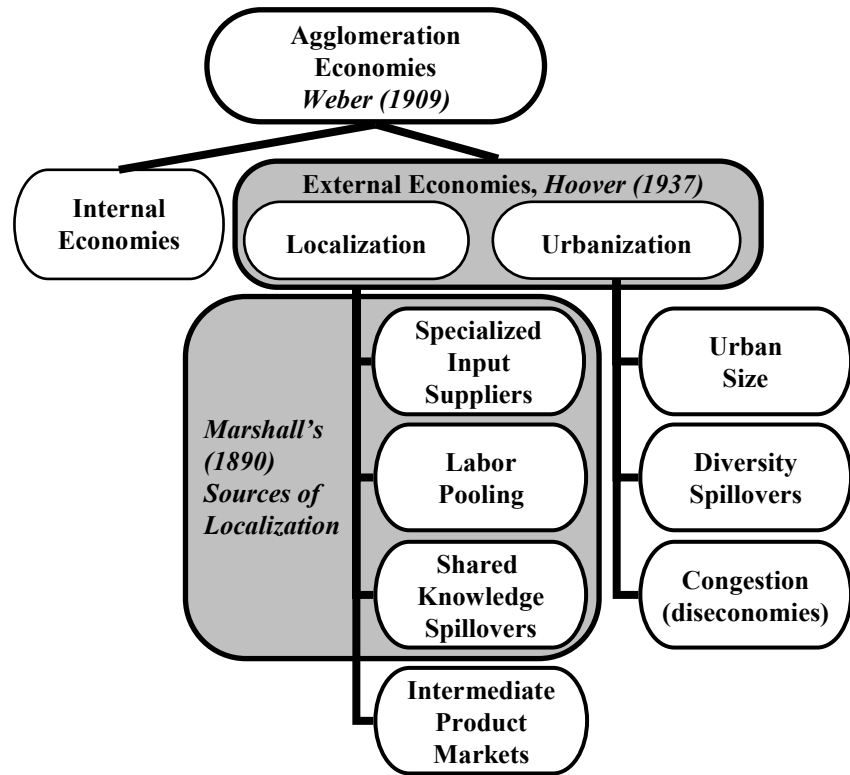 Agglomeration
Economies
Weber (1909)
Internal
Economies
External Economies, Hoover (1937)
Localization
Urbanization
Marshall's
(1890)
Sources of
Localization
Specialized
Input
Suppliers
Labor
Pooling
Shared
Knowledge
Spillovers
Intermediate
Product
Markets
Urban
Size
Diversity
Spillovers
Congestion
(diseconomies)